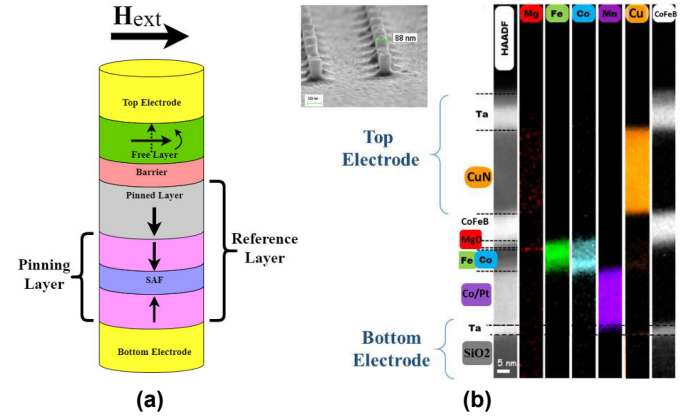 Hext
Top Electrode
Free Layer
Barrier
Pinned Layer
SAF
Bottom Electrode
Pinning
Layer
Reference
Layer
(a)
88 nm
Top
Electrode
Bottom
Electrode
HAADF
Mg
Fe
Co
Mn
Cu
CoFeB
Ta
CuN
CoFeB
MgO
Fe
Co
Co/Pt
Ta
SiO2
5 nm
(b)